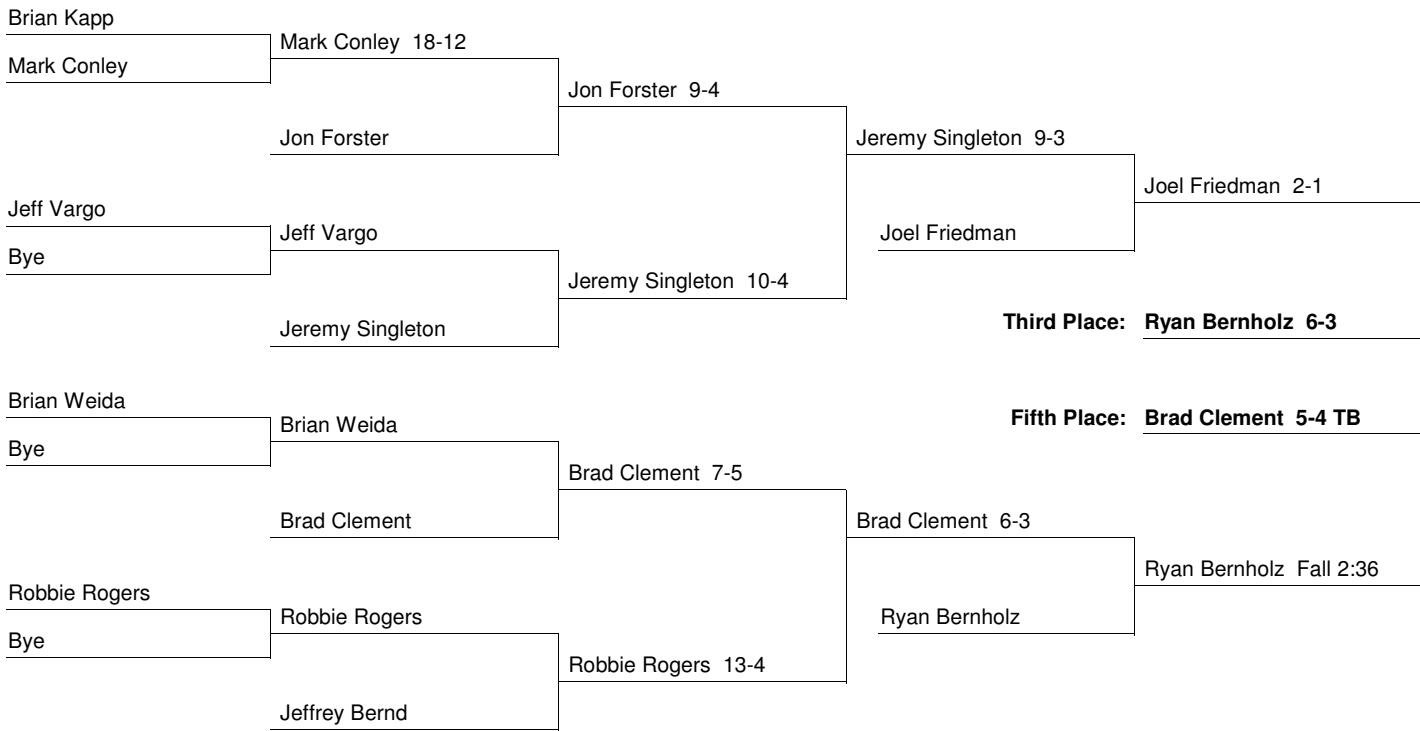 Brian Kapp
Mark Conley 18-12
Mark Conley
Jon Forster 9-4
Jon Forster
Jeremy Singleton 9-3
Joel Friedman 2-1
Jeff Vargo
Jeff Vargo
Joel Friedman
Bye
Jeremy Singleton 10-4
Jeremy Singleton
Third Place: Ryan Bernholz 6-3
Brian Weida
Brian Weida
Fifth Place: Brad Clement 5-4 TB
Bye
Brad Clement 7-5
Brad Clement
Brad Clement 6-3
Ryan Bernholz Fall 2:36
Robbie Rogers
Robbie Rogers
Ryan Bernholz
Bye
Robbie Rogers 13-4
Jeffrey Bernd